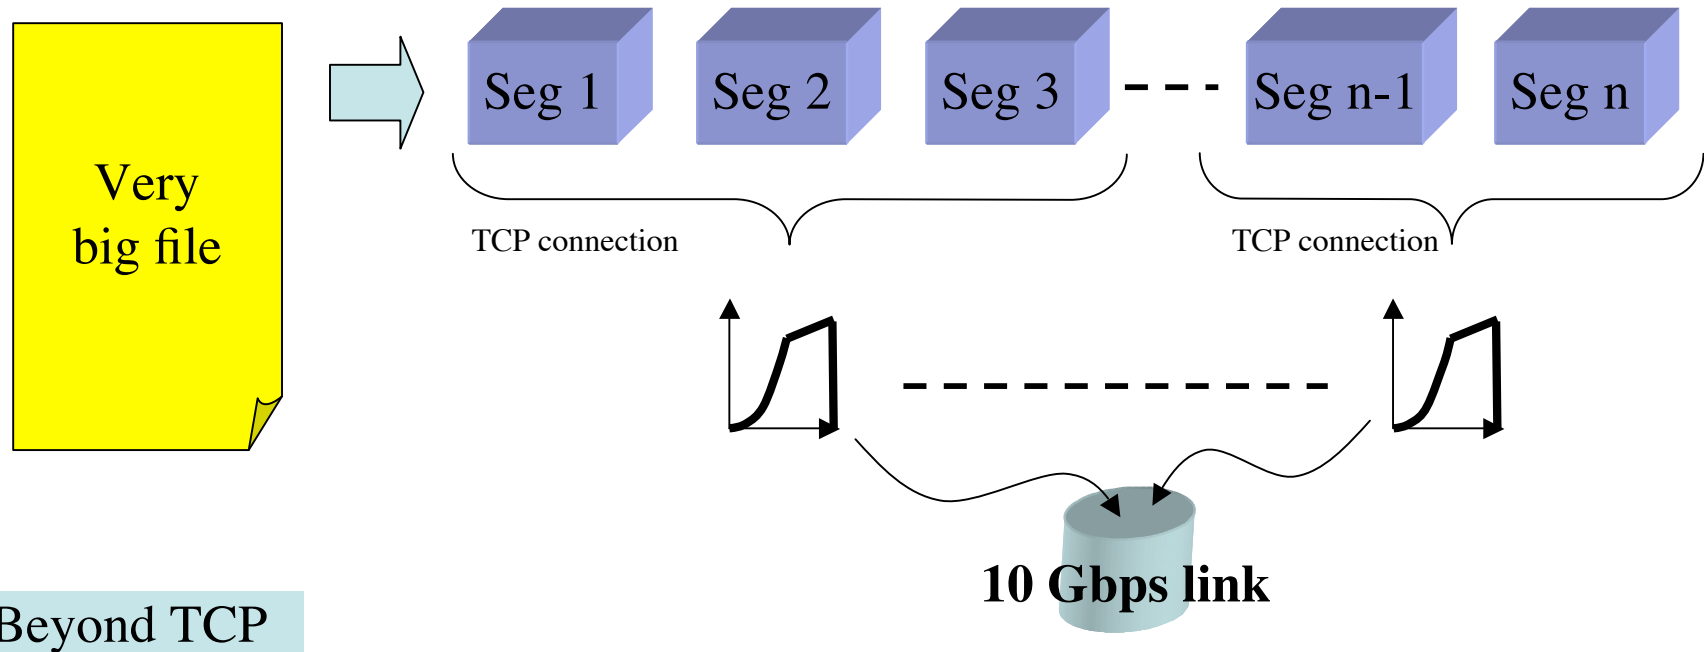 Very
big file
Seg 1
Seg 2
Seg 3
Seg n-1
Seg n
TCP connection
TCP connection
10 Gbps link
Beyond TCP